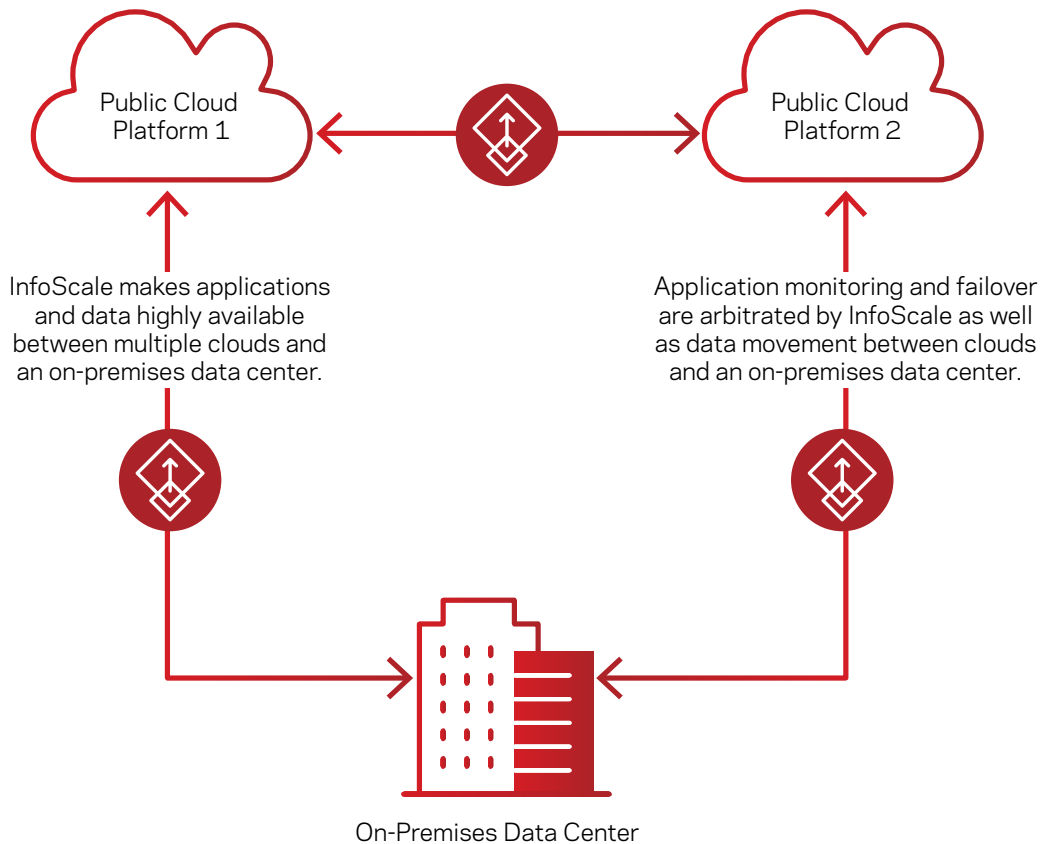 Public Cloud
Platform 1
Public Cloud
Platform 2
InfoScale makes applications
and data highly available
between multiple clouds and
an on-premises data center.
Application monitoring and failover
are arbitrated by InfoScale as well
as data movement between clouds
and an on-premises data center.
On-Premises Data Center